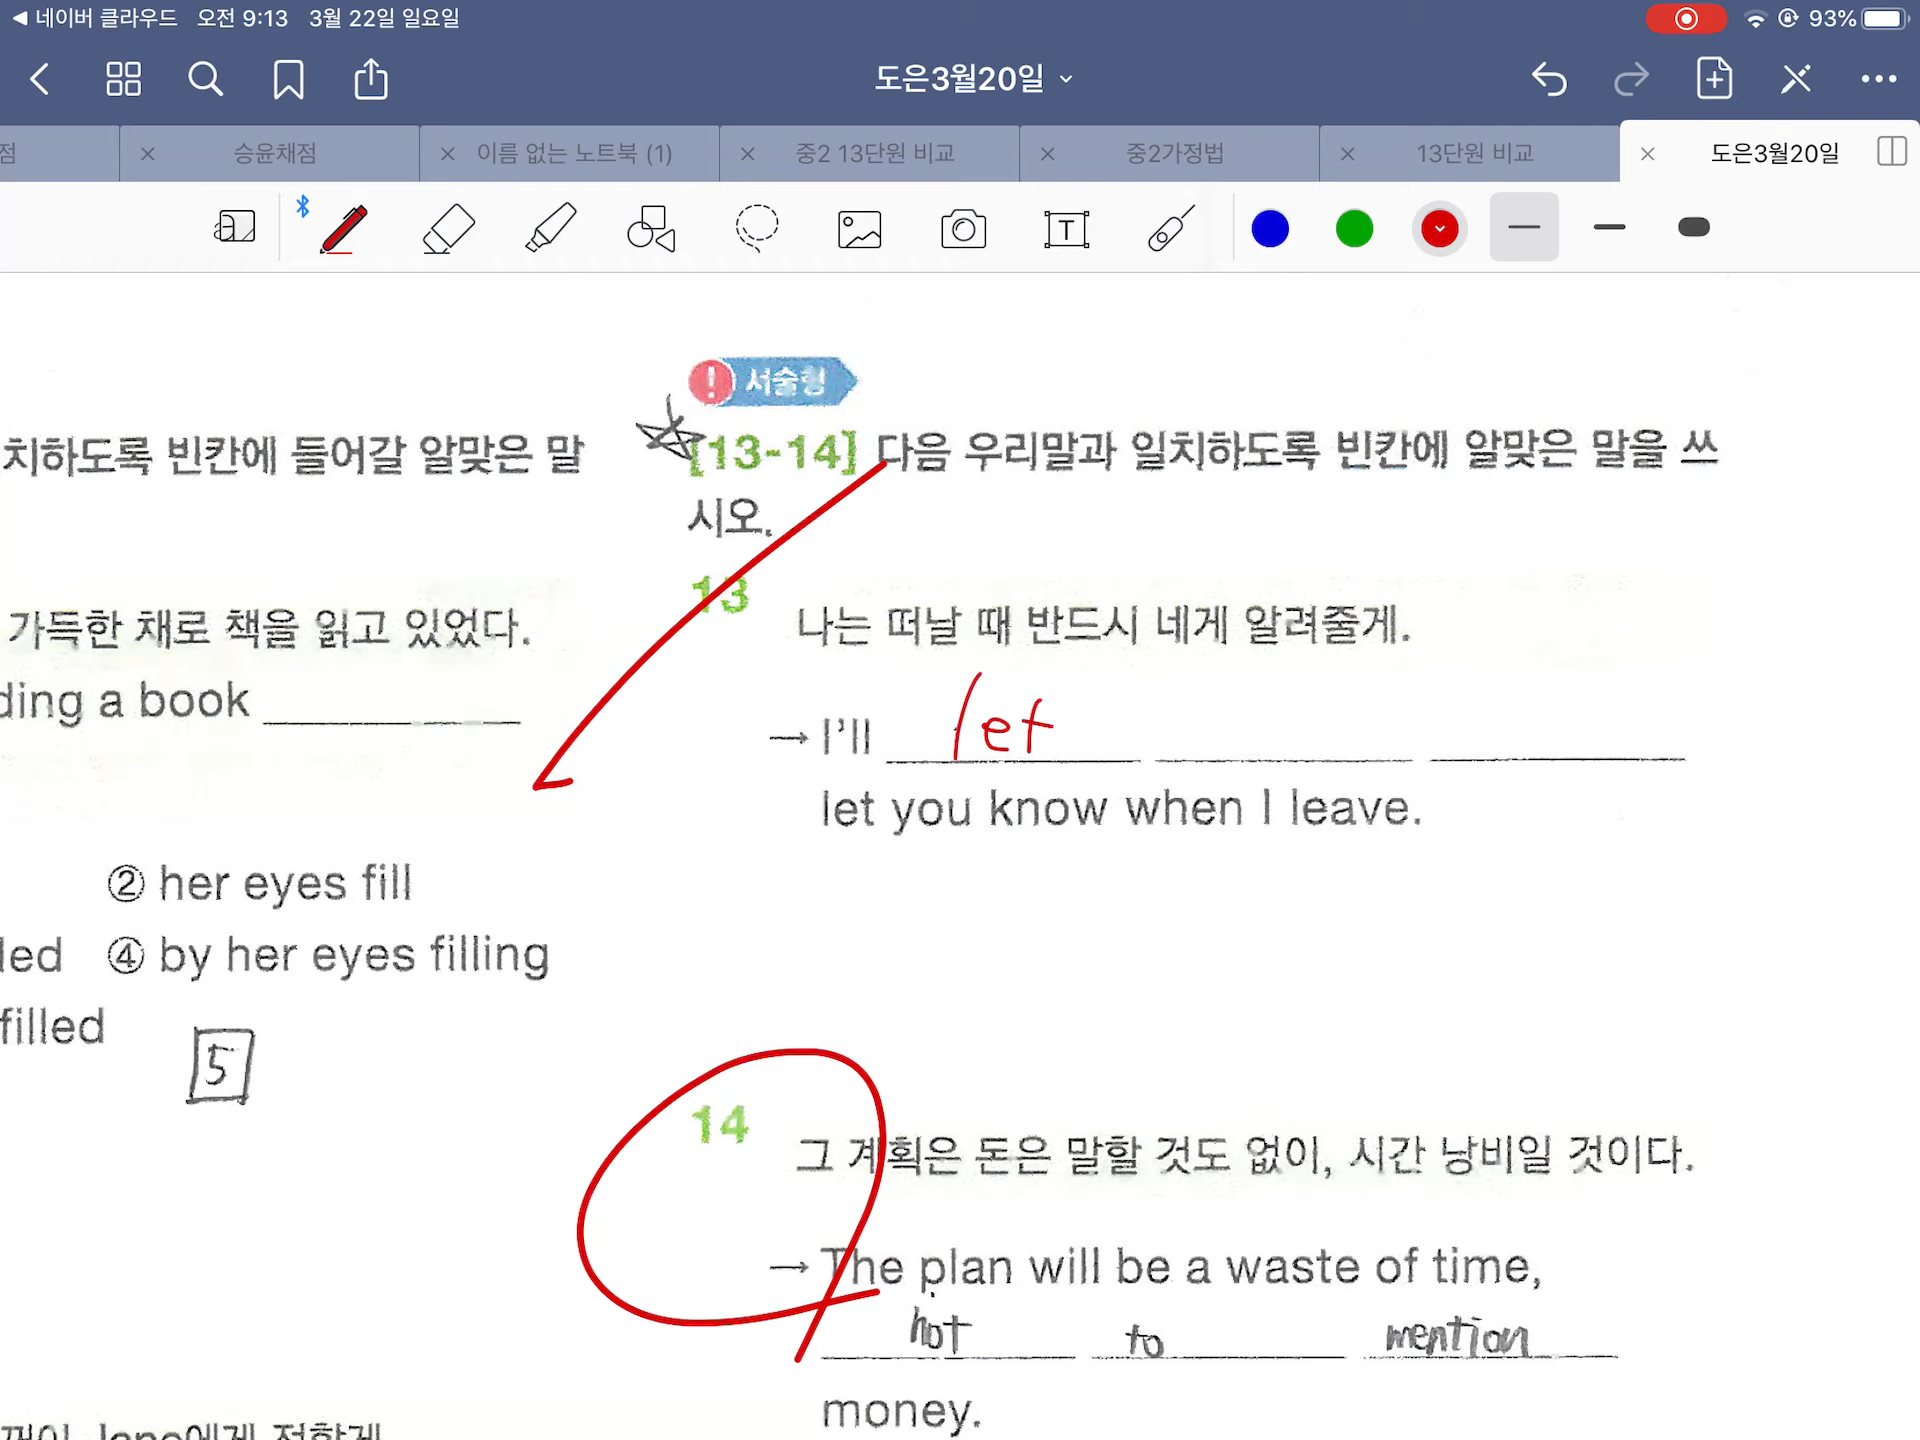 ◀ 네이버 클라우드 오전 9:13 3월 22일 일요일 93%
도은3월20일
점
승윤채점
이름 없는 노트북 (1)
중2 13단원 비교
중2가정법
13단원 비교
도은3월20일
치하도록 빈칸에 들어갈 알맞은 말
가득한 채로 책을 읽고 있었다.
ding a book
② her eyes fill
led ④ by her eyes filling
filled
5
! 서술형
[13-14] 다음 우리말과 일치하도록 빈칸에 알맞은 말을 쓰
시오.
13
나는 떠날 때 반드시 네게 알려줄게.
→ I'll let
let you know when I leave.
14
그 계획은 돈은 말할 것도 없이, 시간 낭비일 것이다.
→ The plan will be a waste of time,
not to mention
money.